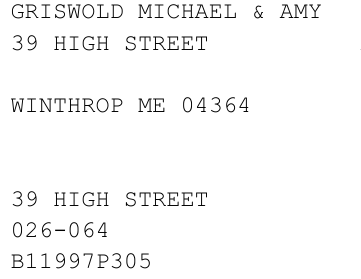 GRISWOLD MICHAEL & AMY
39 HIGH STREET
WINTHROP ME 04364
39 HIGH STREET
026-064
B11997P305